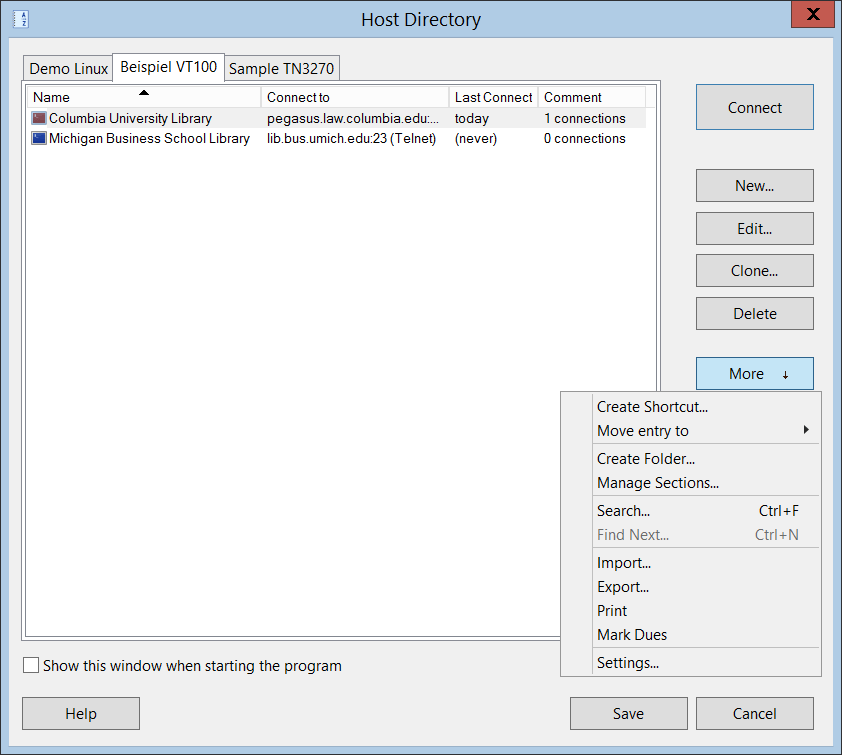 Host Directory
Demo Linux Beispiel VT100 Sample TN3270
Name Connect to Last Connect Comment
Columbia University Library pegasus.law.columbia.edu:... today 1 connections
Michigan Business School Library lib.bus.umich.edu:23 (Telnet) (never) 0 connections
Connect
New...
Edit...
Clone...
Delete
More ↓
Create Shortcut...
Move entry to
Create Folder...
Manage Sections...
Search... Ctrl+F
Find Next... Ctrl+N
Import...
Export...
Print
Mark Dues
Settings...
Show this window when starting the program
Help Save Cancel